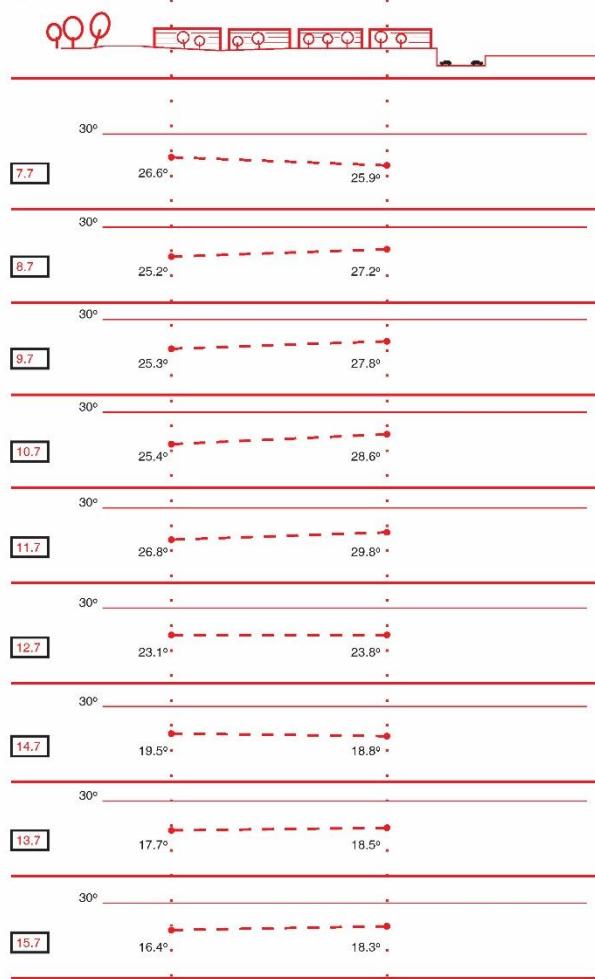 30º
7.7
26.6º 25.9º
30º
8.7
25.2º 27.2º
30º
9.7
25.3º 27.8º
30º
10.7
25.4º 28.6º
30º
11.7
26.8º 29.8º
30º
12.7
23.1º 23.8º
30º
14.7
19.5º 18.8º
30º
13.7
17.7º 18.5º
30º
15.7
16.4º 18.3º